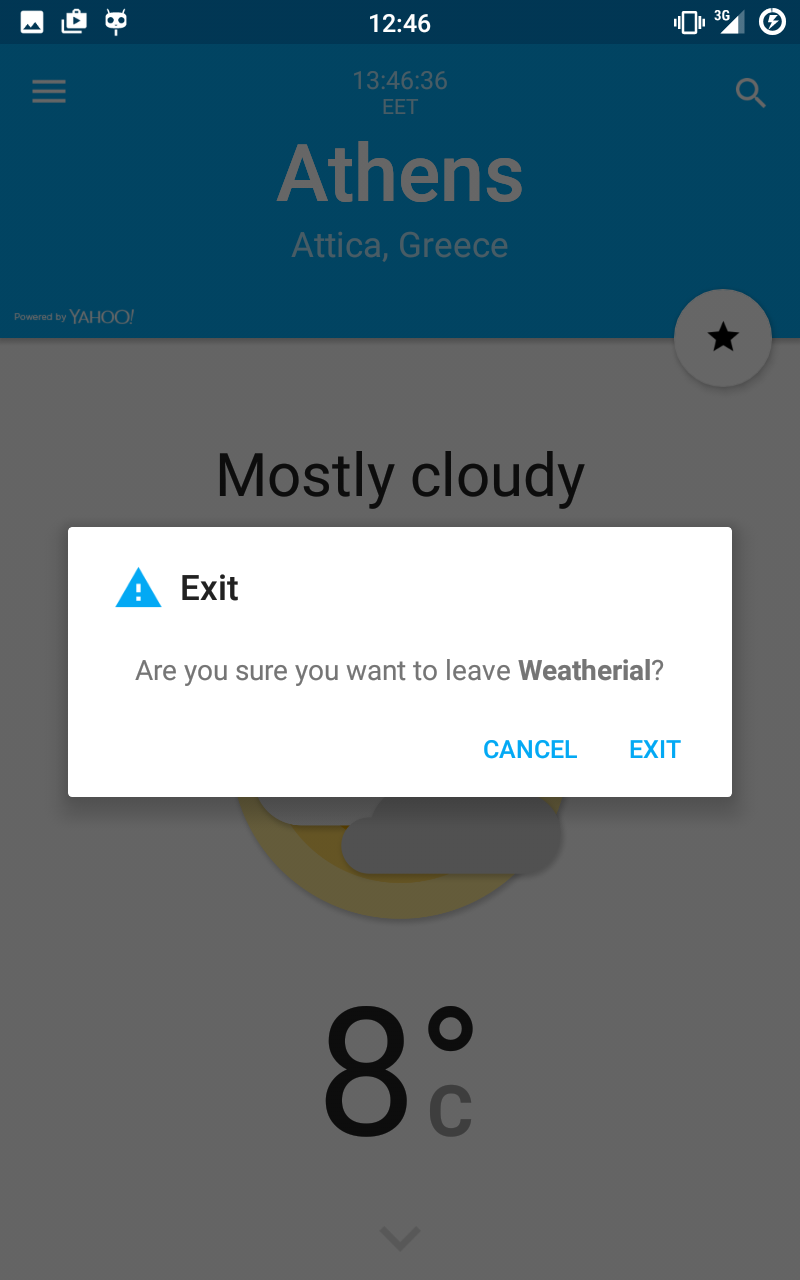 12:46
3G
13:46:36
EET
Athens
Attica, Greece
Powered by YAHOO!
Mostly cloudy
Exit
Are you sure you want to leave Weatherial?
CANCEL EXIT
8°
C